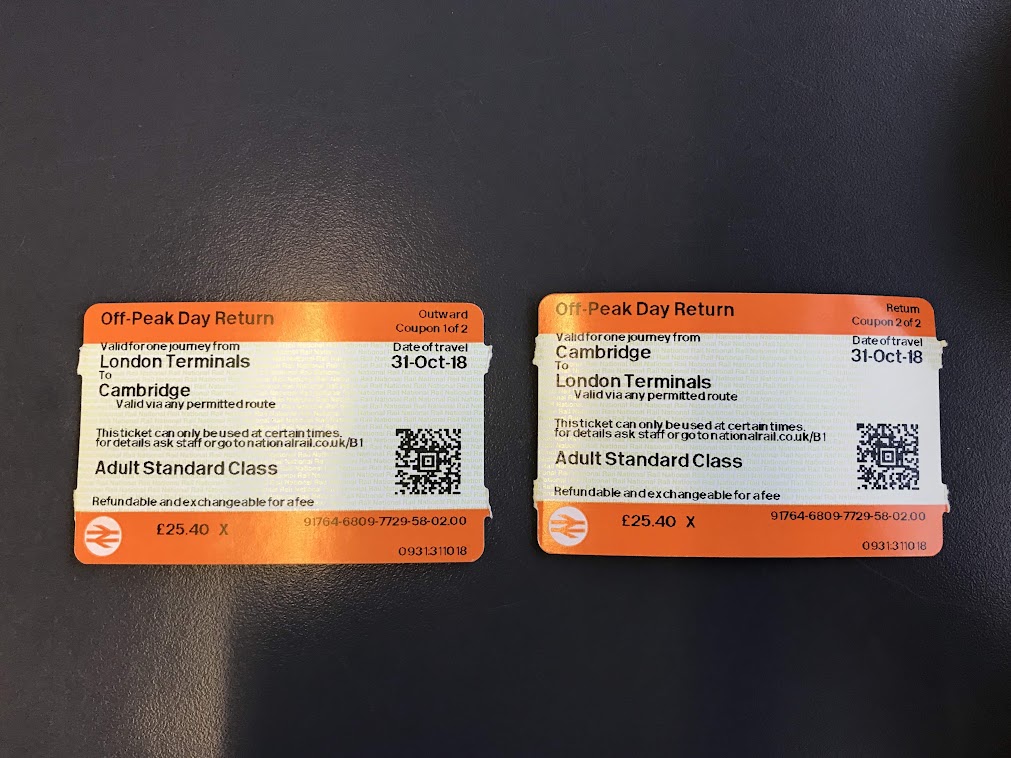 Off-Peak Day Return
Outward
Coupon 1 of 2
Valid for one journey from
Date of travel
London Terminals
31-Oct-18
To
Cambridge
Valid via any permitted route
This ticket can only be used at certain times.
for details ask staff or go to nationalrail.co.uk/B1
Adult Standard Class
Refundable and exchangeable for a fee
£25.40 X
91764-6809-7729-58-02.00
0931:311018
Off-Peak Day Return
Return
Coupon 2 of 2
Valid for one journey from
Date of travel
Cambridge
31-Oct-18
To
London Terminals
Valid via any permitted route
This ticket can only be used at certain times.
for details ask staff or go to nationalrail.co.uk/B1
Adult Standard Class
Refundable and exchangeable for a fee
£25.40 X
91764-6809-7729-58-02.00
0931:311018